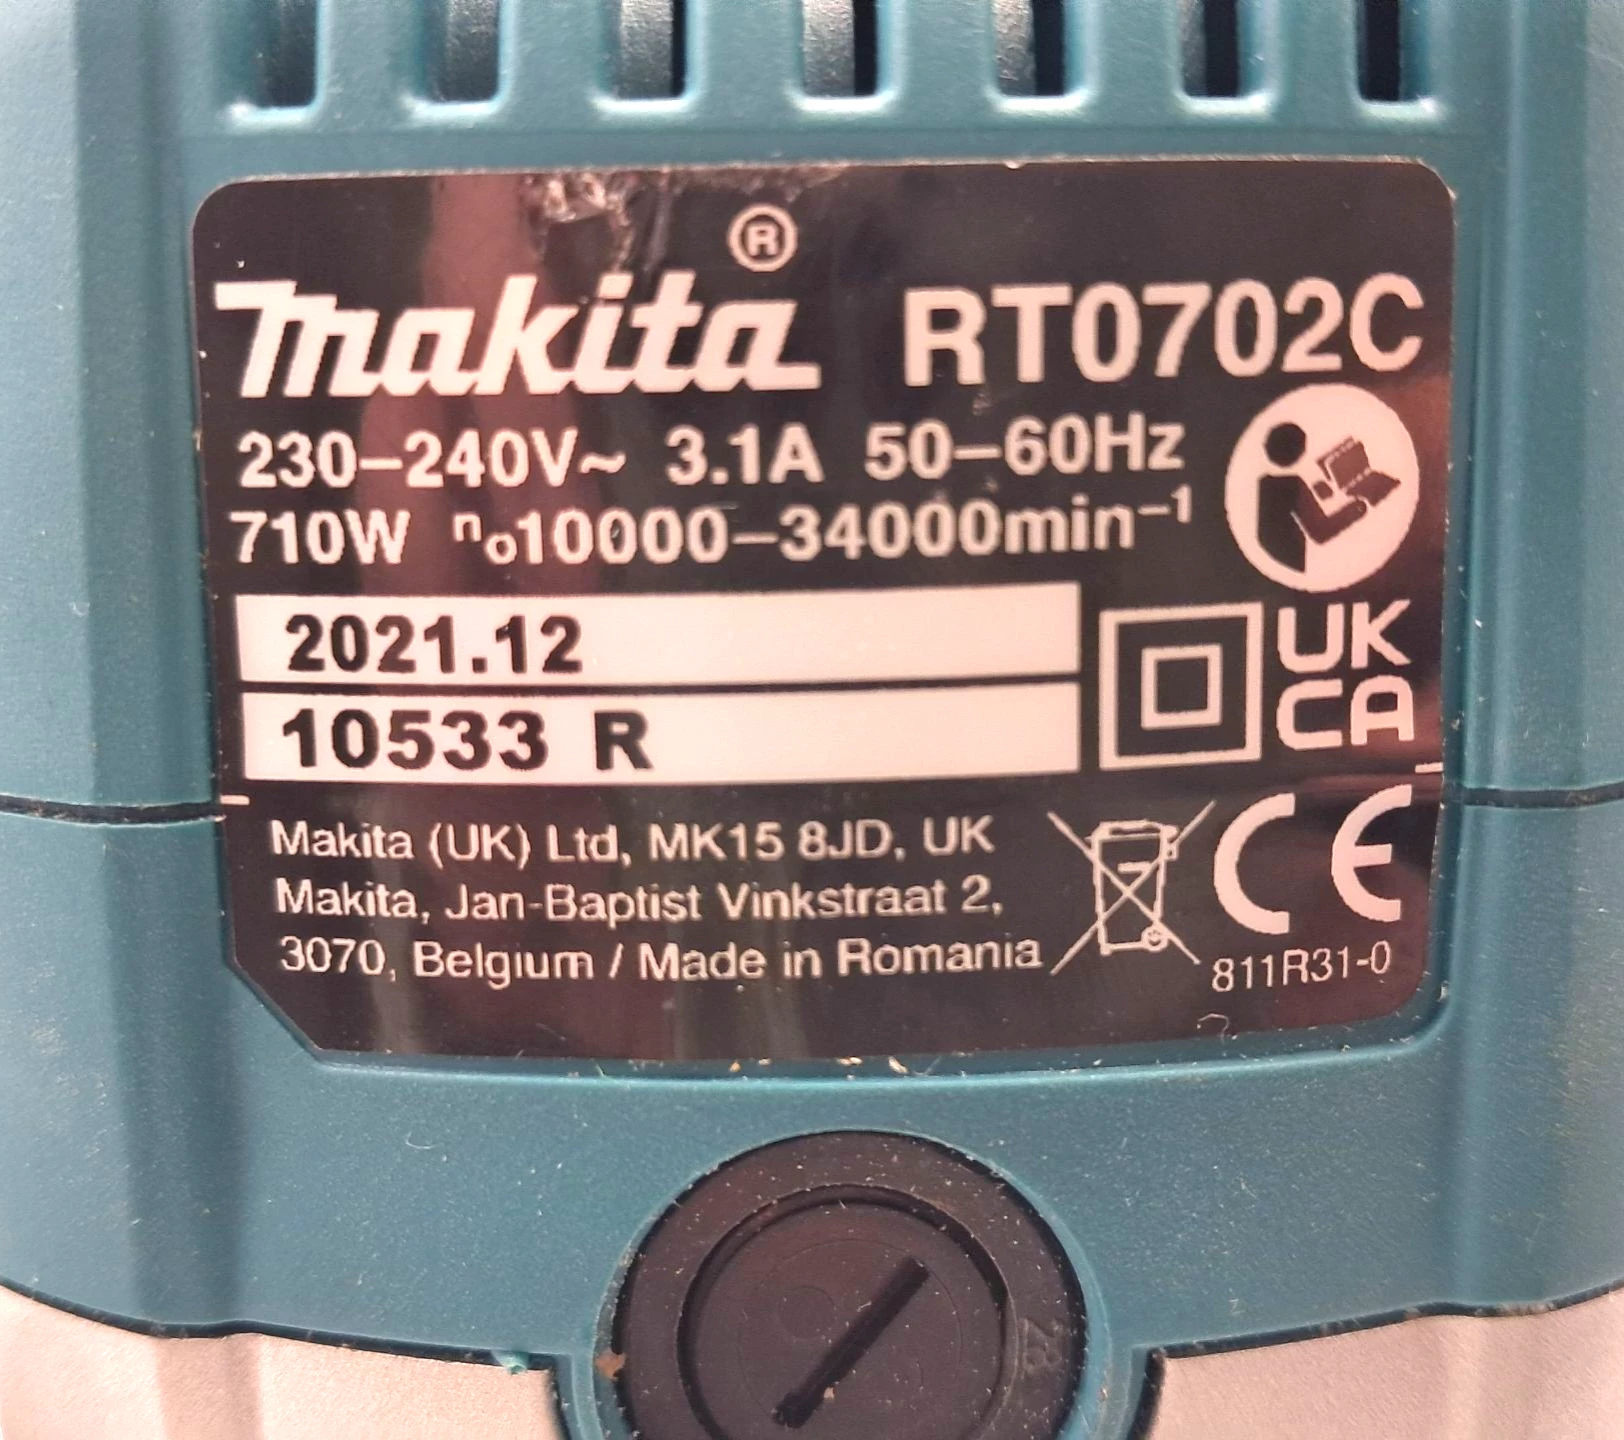 makita® RT0702C
230–240V~ 3.1A 50–60Hz
710W n₀10000–34000min⁻¹
2021.12
10533 R
UK
CA
Makita (UK) Ltd, MK15 8JD, UK
Makita, Jan-Baptist Vinkstraat 2,
3070, Belgium / Made in Romania
CE
811R31-0
28